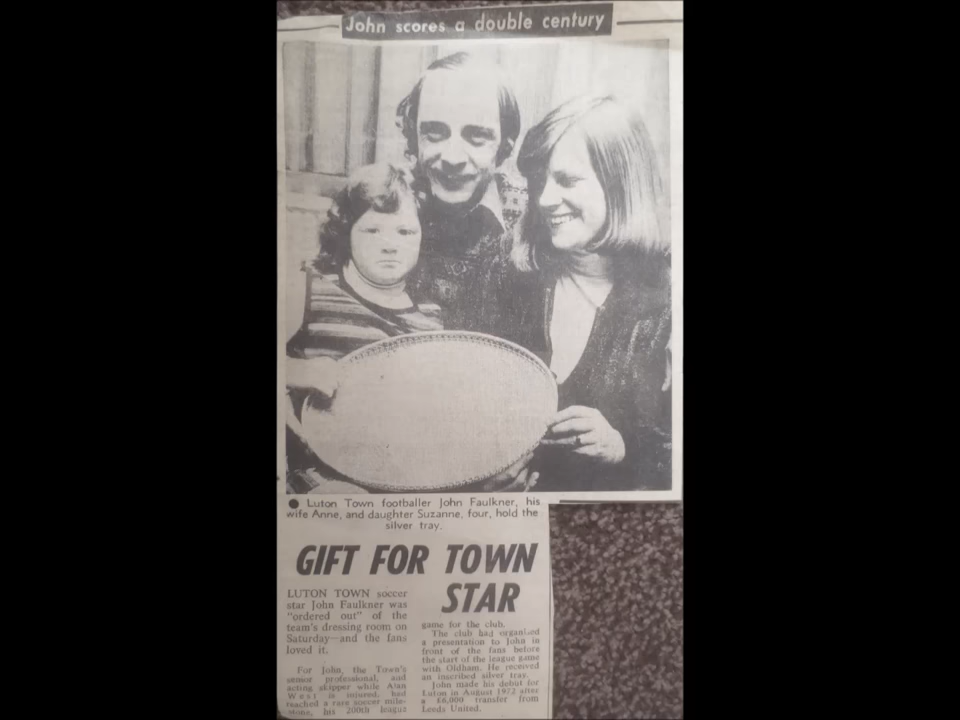 John scores a double century
● Luton Town footballer John Faulkner, his
wife Anne, and daughter Suzanne, four, hold the
silver tray.
GIFT FOR TOWN
STAR
LUTON TOWN soccer
star John Faulkner was
"ordered out" of the
team's dressing room on
Saturday—and the fans
loved it.
For John, the Town's
senior professional, and
acting skipper while Alan
West is injured, had
reached a rare soccer mile-
stone, his 200th league
game for the club.
The club had organised
a presentation to John in
front of the fans before
the start of the league game
with Oldham. He received
an inscribed silver tray.
John made his debut for
Luton in August 1972 after
a £6,000 transfer from
Leeds United.